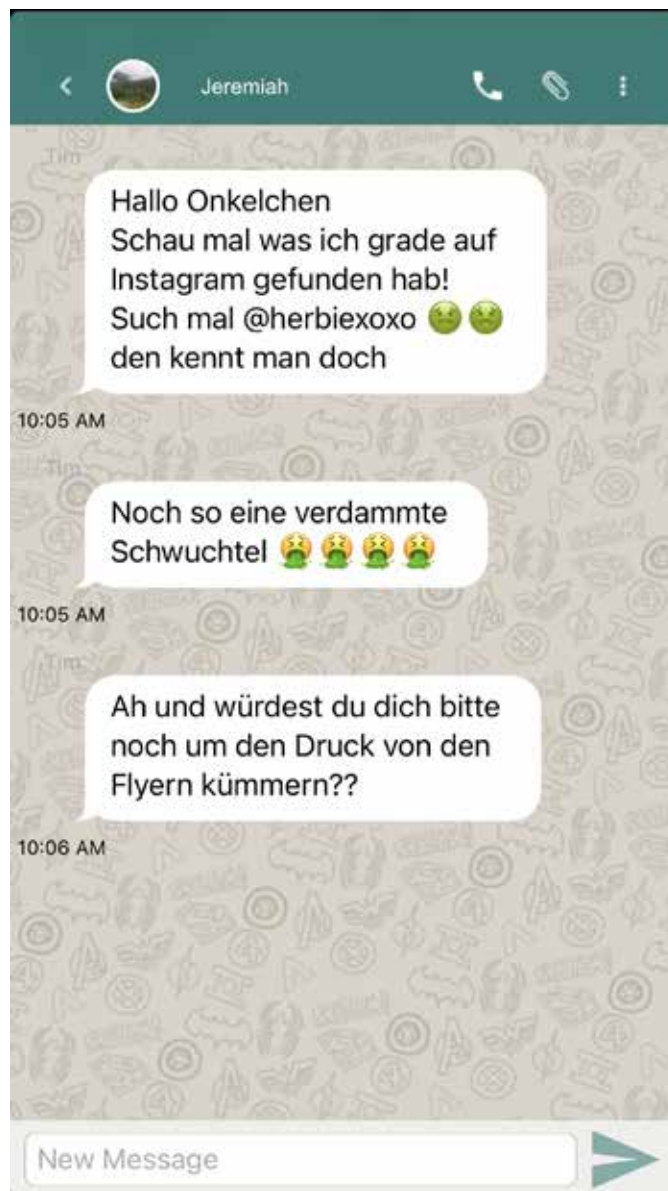 Jeremiah
Tim
Hallo Onkelchen
Schau mal was ich grade auf
Instagram gefunden hab!
Such mal @herbiexoxo 🤢🤢
den kennt man doch
10:05 AM
Tim
Noch so eine verdammte
Schwuchtel 🤮🤮🤮🤮
10:05 AM
Tim
Ah und würdest du dich bitte
noch um den Druck von den
Flyern kümmern??
10:06 AM
New Message